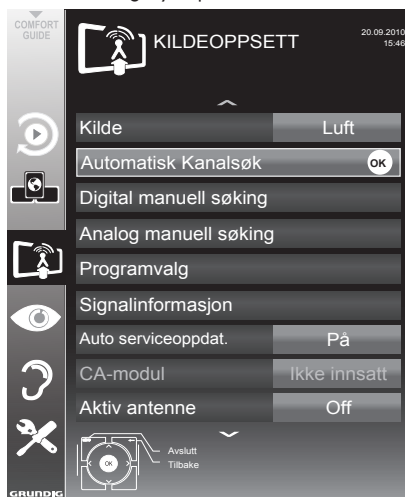 COMFORT
GUIDE
KILDEOPPSETT
20.09.2010
15:46
Kilde Luft
Automatisk Kanalsøk OK
Digital manuell søking
Analog manuell søking
Programvalg
Signalinformasjon
Auto serviceoppdat. På
CA-modul Ikke innsatt
Aktiv antenne Off
Avslutt
OK
Tilbake
GRUNDIG